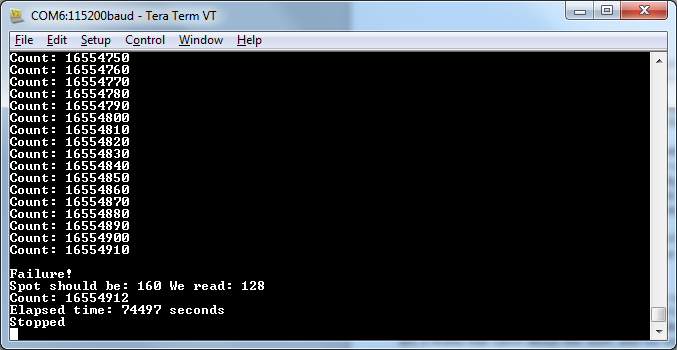 COM6:115200baud - Tera Term VT
File Edit Setup Control Window Help
Count: 16554750
Count: 16554760
Count: 16554770
Count: 16554780
Count: 16554790
Count: 16554800
Count: 16554810
Count: 16554820
Count: 16554830
Count: 16554840
Count: 16554850
Count: 16554860
Count: 16554870
Count: 16554880
Count: 16554890
Count: 16554900
Count: 16554910
Failure!
Spot should be: 160 We read: 128
Count: 16554912
Elapsed time: 74497 seconds
Stopped